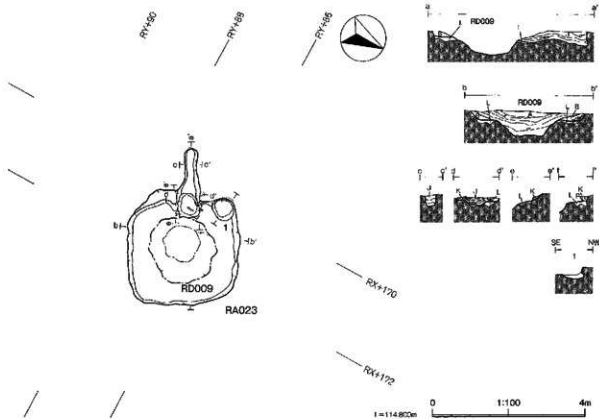 RY+90
RY+88
RY+86
a
a'
RD009
b
b'
RD009
c
c'
d
d'
e
e'
f
J
K
J
L
L
K
L
K
SE
NW
1
1
b'
RD009
RA023
RX+170
RX+172
L=114.800m
0
1:100
4m